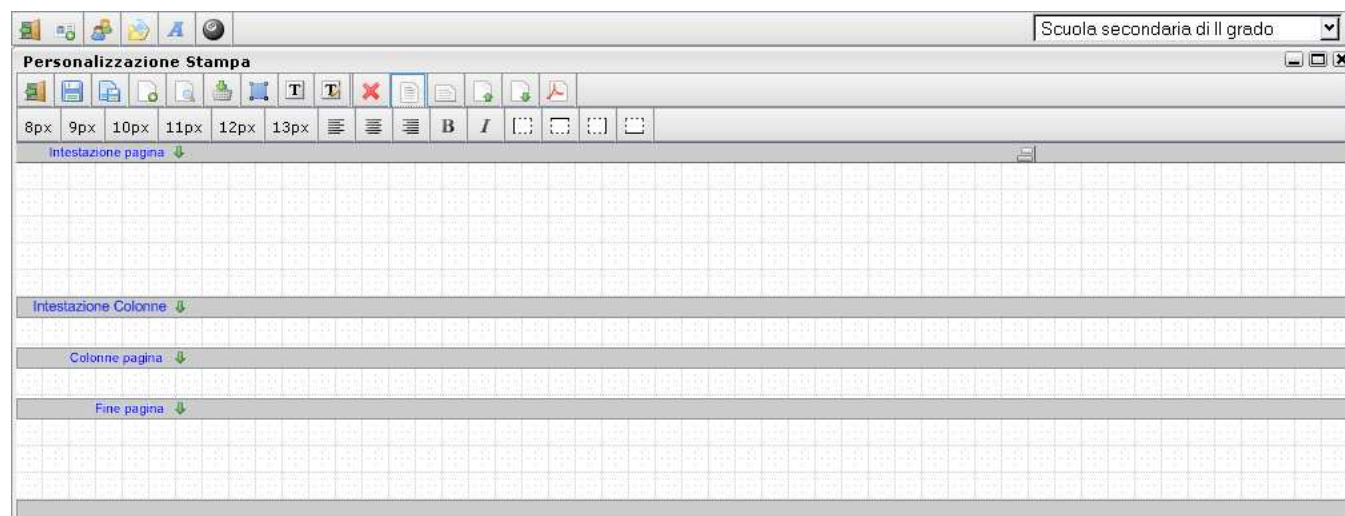 Scuola secondaria di II grado
Personalizzazione Stampa
T T
8px 9px 10px 11px 12px 13px B I
Intestazione pagina
Intestazione Colonne
Colonne pagina
Fine pagina